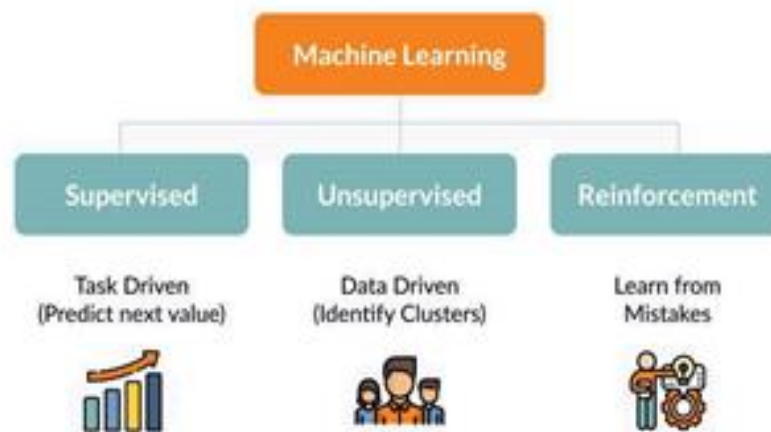 Machine Learning
Supervised
Unsupervised
Reinforcement
Task Driven
(Predict next value)
Data Driven
(Identify Clusters)
Learn from
Mistakes